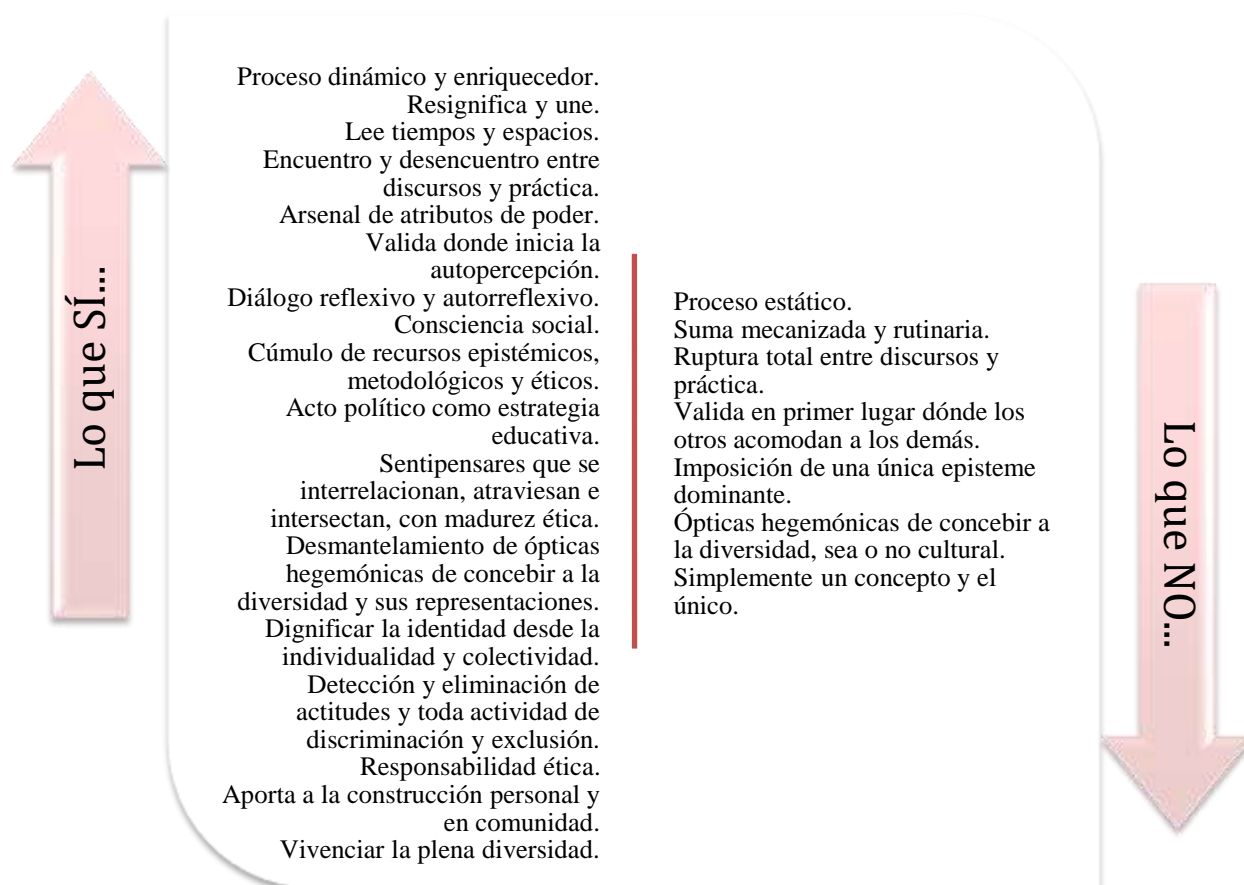 Lo que SÍ...
Proceso dinámico y enriquecedor.
Resignifica y une.
Lee tiempos y espacios.
Encuentro y desencuentro entre
discursos y práctica.
Arsenal de atributos de poder.
Valida donde inicia la
autopercepción.
Diálogo reflexivo y autorreflexivo.
Consciencia social.
Cúmulo de recursos epistémicos,
metodológicos y éticos.
Acto político como estrategia
educativa.
Sentipensares que se
interrelacionan, atraviesan e
intersectan, con madurez ética.
Desmantelamiento de ópticas
hegemónicas de concebir a la
diversidad y sus representaciones.
Dignificar la identidad desde la
individualidad y colectividad.
Detección y eliminación de
actitudes y toda actividad de
discriminación y exclusión.
Responsabilidad ética.
Aporta a la construcción personal y
en comunidad.
Vivenciar la plena diversidad.
Proceso estático.
Suma mecanizada y rutinaria.
Ruptura total entre discursos y
práctica.
Valida en primer lugar dónde los
otros acomodan a los demás.
Imposición de una única episteme
dominante.
Ópticas hegemónicas de concebir a
la diversidad, sea o no cultural.
Simplemente un concepto y el
único.
Lo que NO...